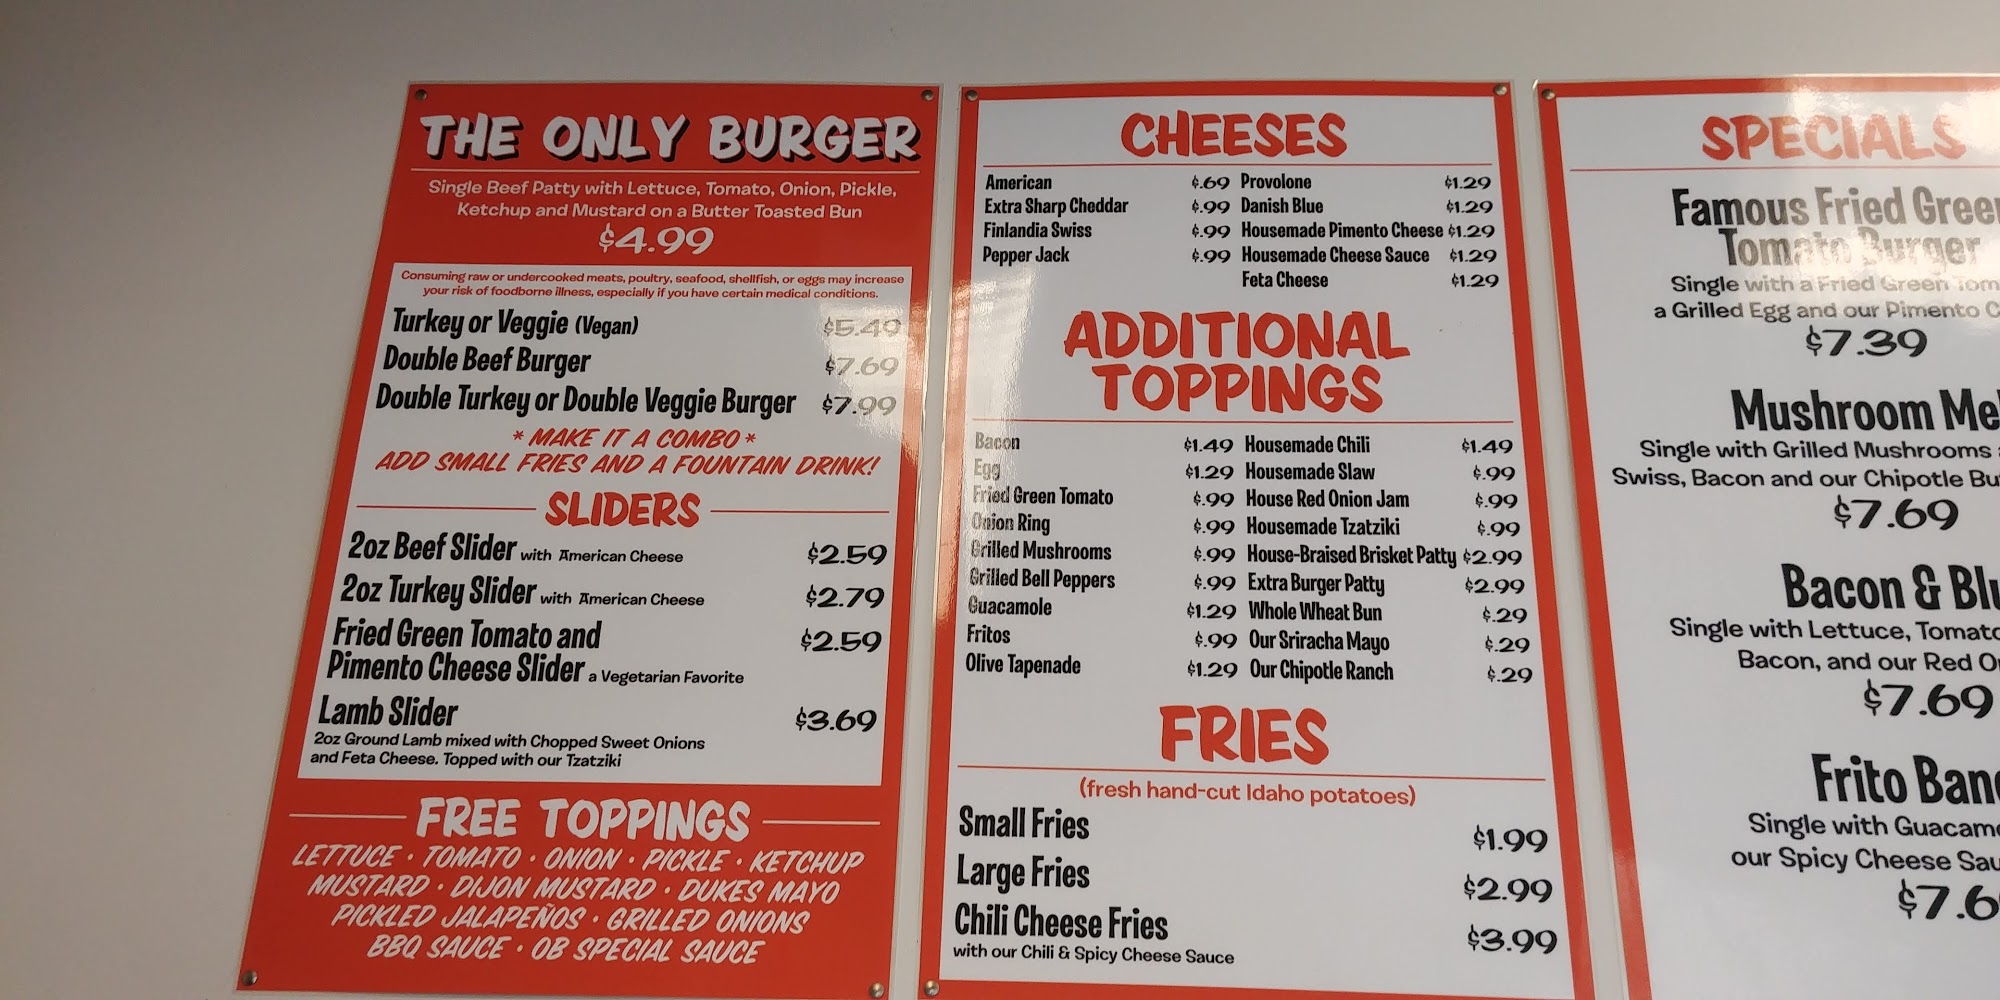 THE ONLY BURGER
Single Beef Patty with Lettuce, Tomato, Onion, Pickle,
Ketchup and Mustard on a Butter Toasted Bun
$4.99
Consuming raw or undercooked meats, poultry, seafood, shellfish, or eggs may increase
your risk of foodborne illness, especially if you have certain medical conditions.
Turkey or Veggie (Vegan) $5.49
Double Beef Burger $7.69
Double Turkey or Double Veggie Burger $7.99
* MAKE IT A COMBO *
ADD SMALL FRIES AND A FOUNTAIN DRINK!
SLIDERS
2oz Beef Slider with American Cheese $2.59
2oz Turkey Slider with American Cheese $2.79
Fried Green Tomato and $2.59
Pimento Cheese Slider a Vegetarian Favorite
Lamb Slider $3.69
2oz Ground Lamb mixed with Chopped Sweet Onions
and Feta Cheese. Topped with our Tzatziki
FREE TOPPINGS
LETTUCE · TOMATO · ONION · PICKLE · KETCHUP
MUSTARD · DIJON MUSTARD · DUKES MAYO
PICKLED JALAPEÑOS · GRILLED ONIONS
BBQ SAUCE · OB SPECIAL SAUCE
CHEESES
American $.69 Provolone $1.29
Extra Sharp Cheddar $.99 Danish Blue $1.29
Finlandia Swiss $.99 Housemade Pimento Cheese $1.29
Pepper Jack $.99 Housemade Cheese Sauce $1.29
Feta Cheese $1.29
ADDITIONAL
TOPPINGS
Bacon $1.49 Housemade Chili $1.49
Egg $1.29 Housemade Slaw $.99
Fried Green Tomato $.99 House Red Onion Jam $.99
Onion Ring $.99 Housemade Tzatziki $.99
Grilled Mushrooms $.99 House-Braised Brisket Patty $2.99
Grilled Bell Peppers $.99 Extra Burger Patty $2.99
Guacamole $1.29 Whole Wheat Bun $.29
Fritos $.99 Our Sriracha Mayo $.29
Olive Tapenade $1.29 Our Chipotle Ranch $.29
FRIES
(fresh hand-cut Idaho potatoes)
Small Fries $1.99
Large Fries $2.99
Chili Cheese Fries $3.99
with our Chili & Spicy Cheese Sauce
SPECIALS
Famous Fried
Tomato Burger
Single with a Fried Green
a Grilled Egg and our Pimento
$7.39
Mushroom
Single with Grilled Mushrooms
Swiss, Bacon and our Chipotle
$7.69
Bacon &
Single with Lettuce,
Bacon, and our Red
$7.69
Frito
Single with
our Spicy Cheese